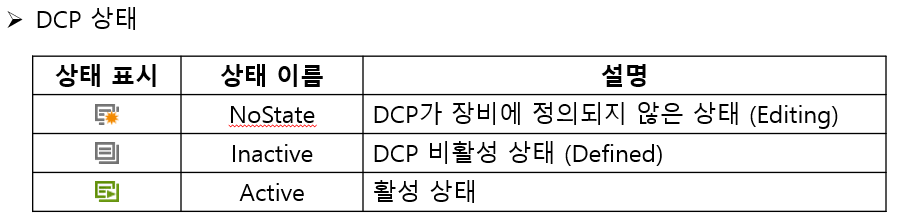 ➢ DCP 상태
상태 표시 상태 이름 설명
NoState DCP가 장비에 정의되지 않은 상태 (Editing)
Inactive DCP 비활성 상태 (Defined)
Active 활성 상태